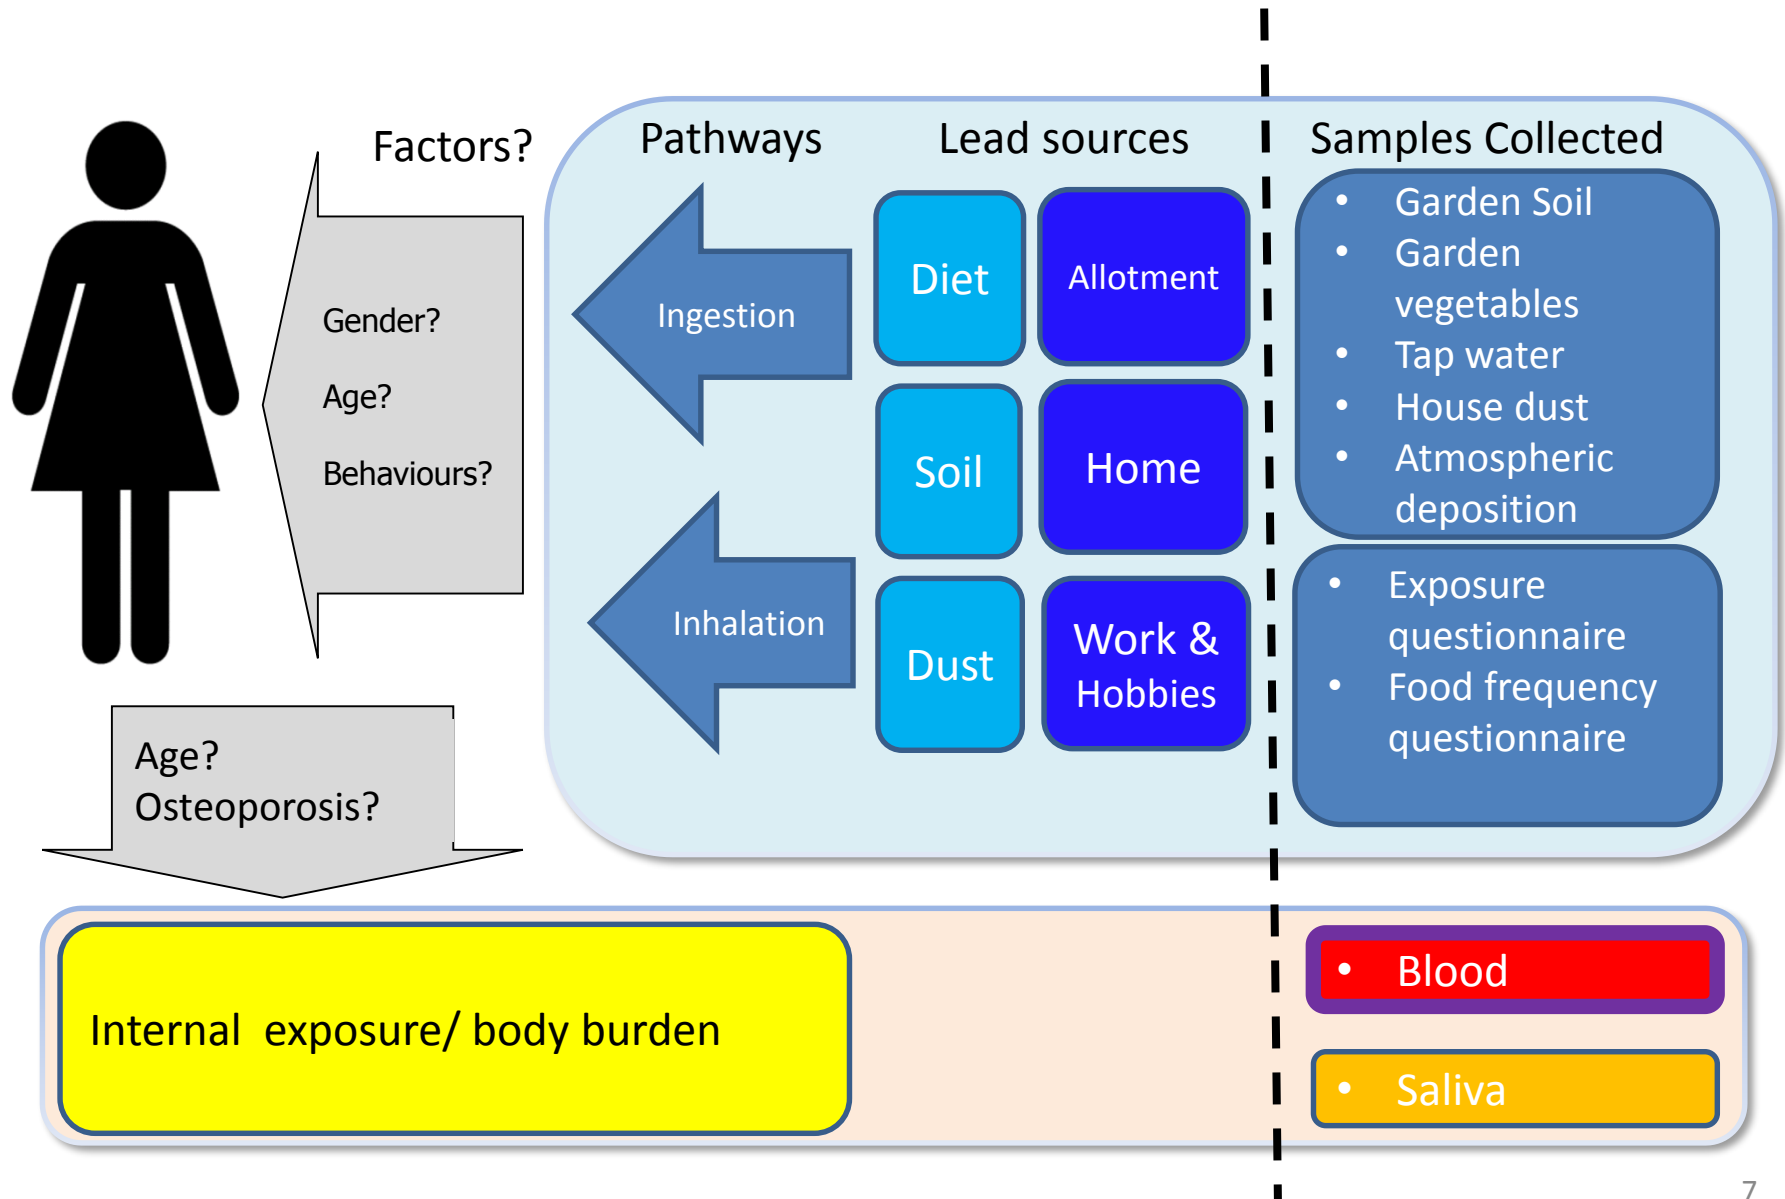 Factors?
Gender?
Age?
Behaviours?
Pathways
Ingestion
Inhalation
Lead sources
Diet
Allotment
Soil
Home
Dust
Work &
Hobbies
Samples Collected
• Garden Soil
• Garden
vegetables
• Tap water
• House dust
• Atmospheric
deposition
• Exposure
questionnaire
• Food frequency
questionnaire
Age?
Osteoporosis?
Internal exposure/ body burden
• Blood
• Saliva
7